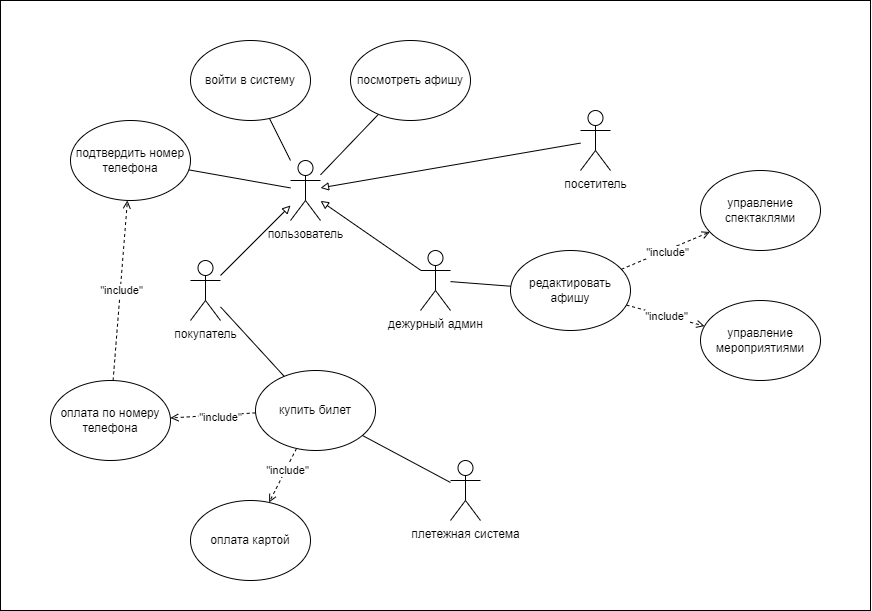 войти в систему
посмотреть афишу
подтвердить номер
телефона
посетитель
пользователь
управление
спектаклями
"include"
редактировать
афишу
"include"
"include"
дежурный админ
покупатель
управление
мероприятиями
оплата по номеру
телефона
"include"
купить билет
"include"
плетежная система
оплата картой